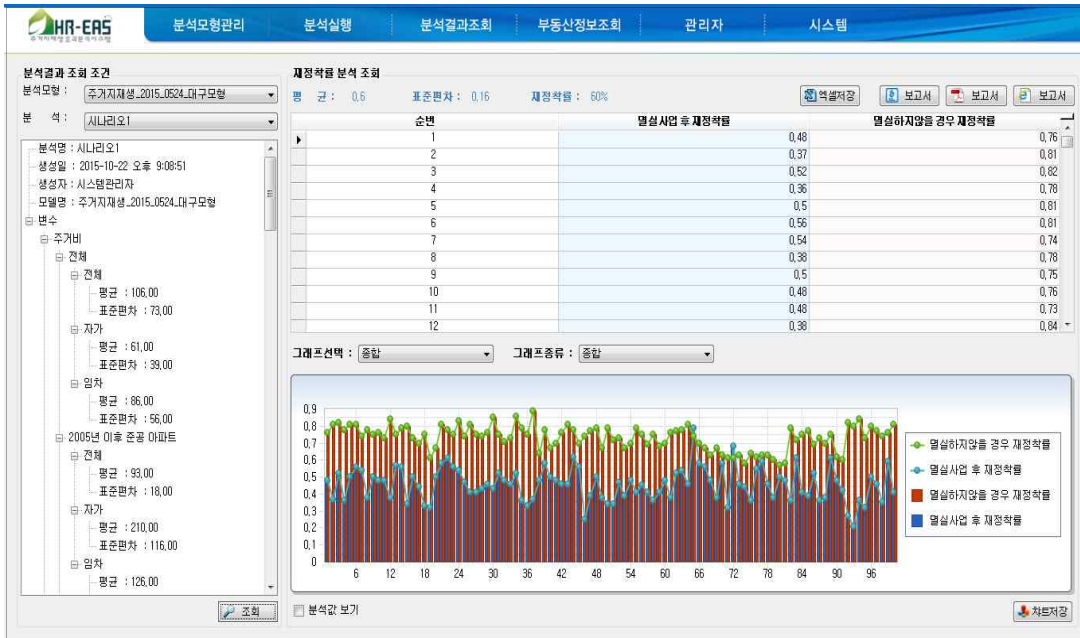 HR-EAS
분석모형관리 분석실행 분석결과조회 부동산정보조회 관리자 시스템
분석결과 조회 조건
분석모형 : 주거지재생_2015_0524_대구모형
분 석 : 시나리오1
분석명 : 시나리오1
생성일 : 2015-10-22 오후 9:08:51
생성자 : 시스템관리자
모델명 : 주거지재생_2015_0524_대구모형
변수
주거비
전체
전체
평균 : 106,00
표준편차 : 73,00
자가
평균 : 61,00
표준편차 : 39,00
임차
평균 : 86,00
표준편차 : 56,00
2005년 이후 준공 아파트
전체
평균 : 93,00
표준편차 : 18,00
자가
평균 : 210,00
표준편차 : 116,00
임차
평균 : 126,00
조회
재정착률 분석 조회
평 균 : 0,6 표준편차 : 0,16 재정착률 : 60%
엑셀저장 보고서 보고서 보고서
순번 멸실사업 후 재정착률 멸실하지않을 경우 재정착률
1 0,48 0,76
2 0,37 0,81
3 0,52 0,82
4 0,36 0,78
5 0,5 0,81
6 0,56 0,81
7 0,54 0,74
8 0,38 0,78
9 0,5 0,75
10 0,48 0,76
11 0,48 0,73
12 0,38 0,84
그래프선택 : 종합 그래프종류 : 종합
0,9
0,8
0,7
0,6
0,5
0,4
0,3
0,2
0,1
0
6 12 18 24 30 36 42 48 54 60 66 72 78 84 90 96
멸실하지않을 경우 재정착률
멸실사업 후 재정착률
멸실하지않을 경우 재정착률
멸실사업 후 재정착률
분석값 보기
챠트저장